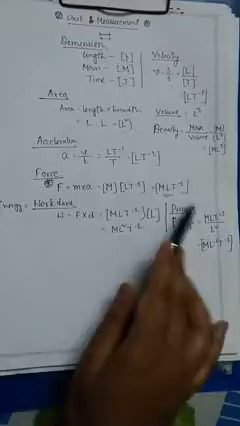 Unit & Measurement
Dimension
Length - [L]
Mass - [M]
Time - [T]
Velocity
[L]
[T]
[LT⁻¹]
Area
Area = length × breadth
L L = [L²]
Volume = L³
Density = Mass [M]
Volume [L³]
= [ML⁻³]
Acceleration
a = v = LT⁻¹ = [LT⁻²]
Force
F = m×a = [M] [LT⁻²] = [MLT⁻²]
Energy = Work done
W = F × d = [MLT⁻²] [L]
= ML²T⁻²
= MLT⁻²
L²
= [ML⁻¹T⁻²]